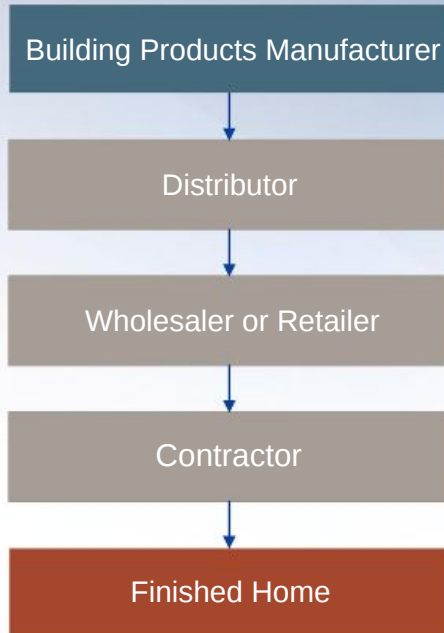 Building Products Manufacturer
Distributor
Wholesaler or Retailer
Contractor
Finished Home